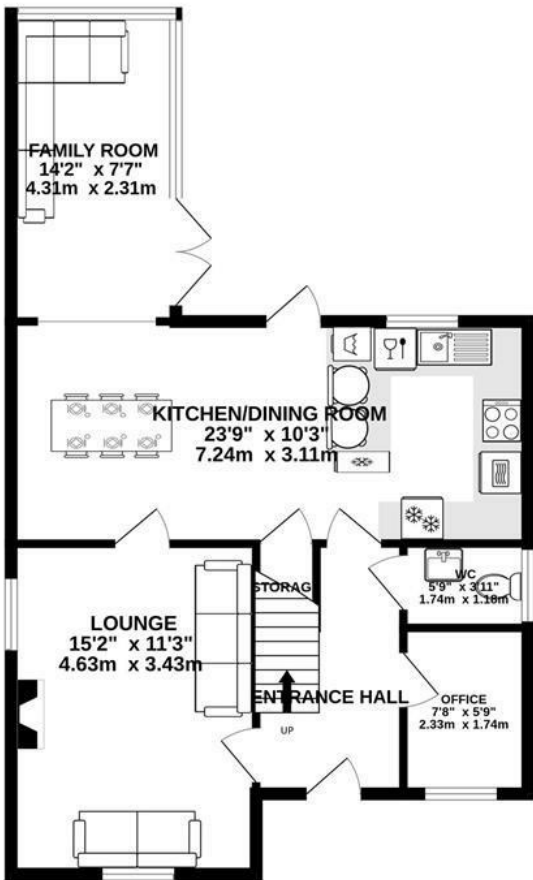 FAMILY ROOM
14'2" x 7'7"
4.31m x 2.31m
KITCHEN/DINING ROOM
23'9" x 10'3"
7.24m x 3.11m
STORAG
WC
5'9" x 3'11"
1.74m x 1.18m
LOUNGE
15'2" x 11'3"
4.63m x 3.43m
ENTRANCE HALL
UP
OFFICE
7'8" x 5'9"
2.33m x 1.74m